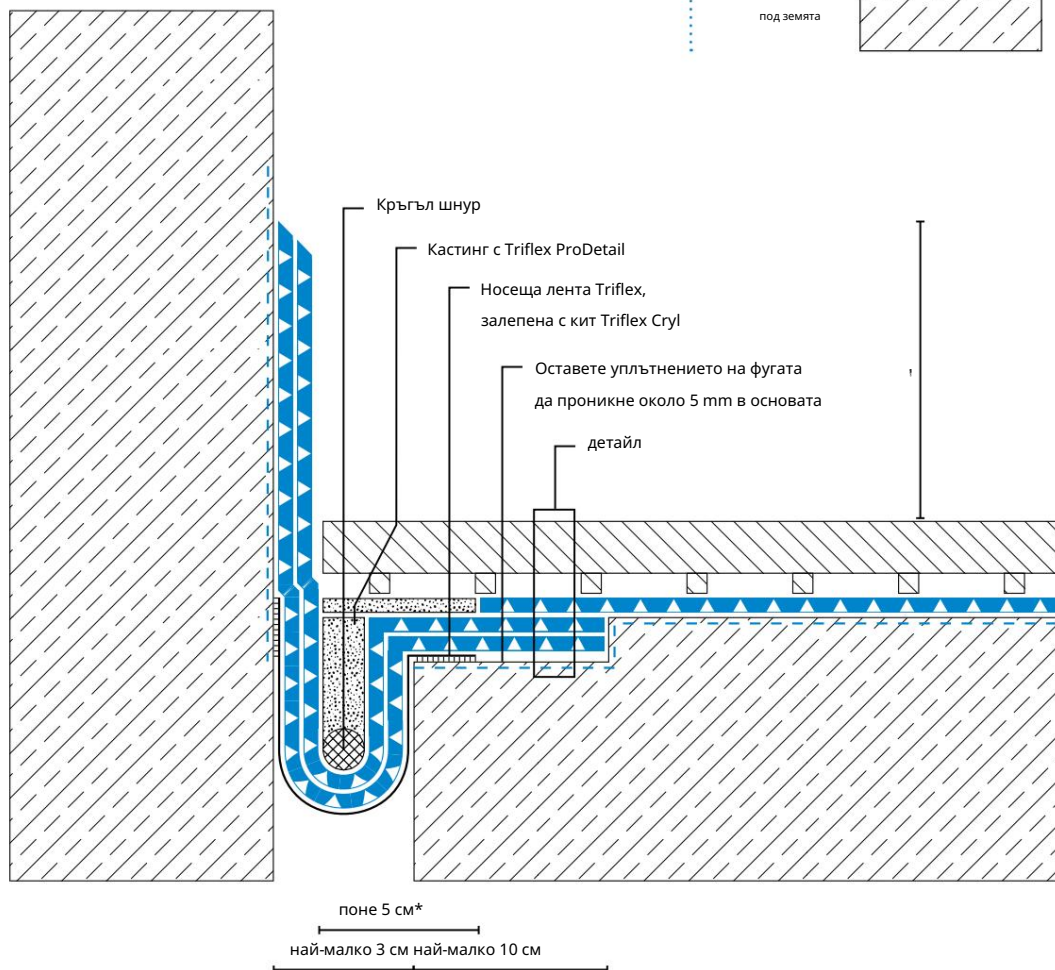 под земята
Кръгъл шнур
Кастинг с Triflex ProDetail
Носеща лента Triflex,
залепена с кит Triflex Cryl
Оставете уплътнението на фугата
да проникне около 5 mm в основата
детайл
поне 5 см*
най-малко 3 см най-малко 10 см